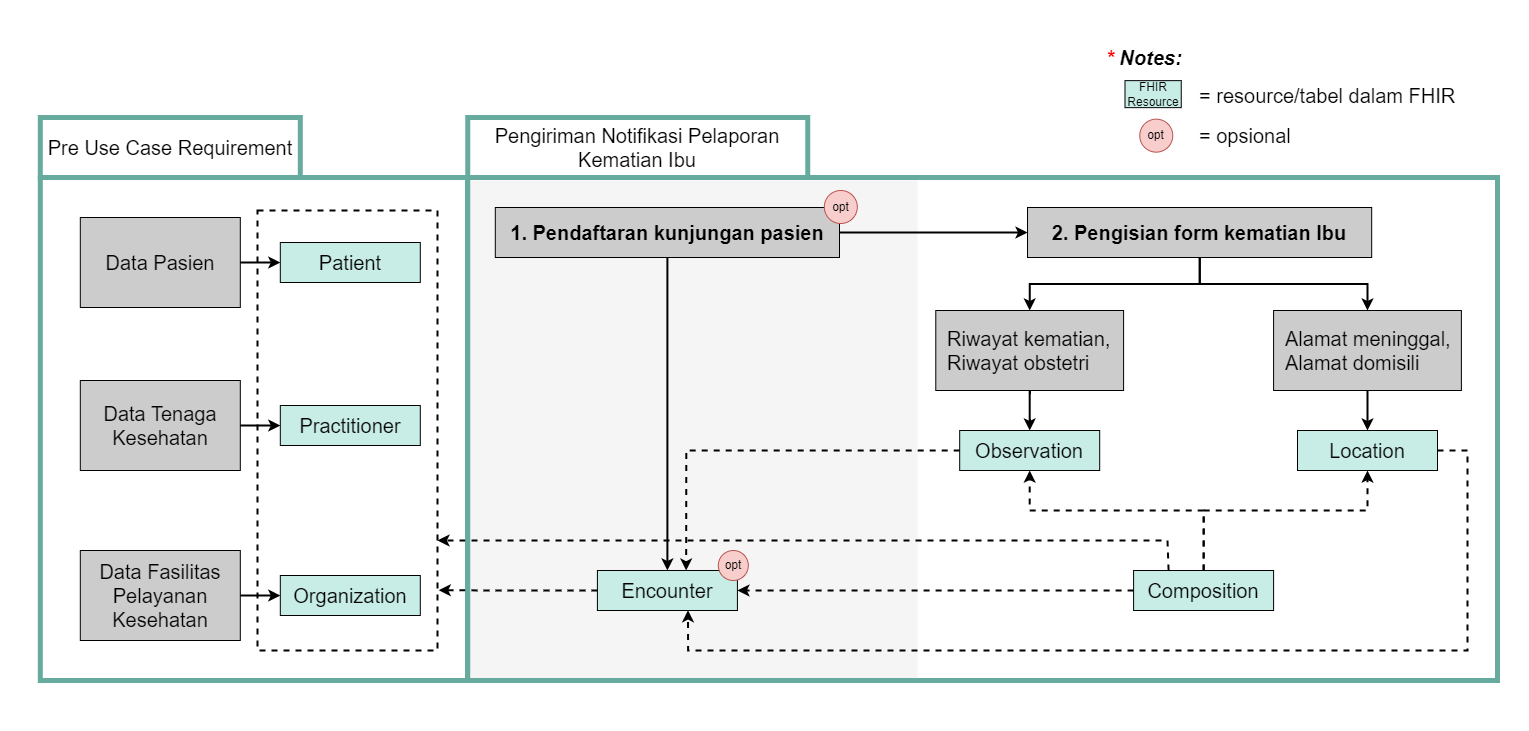 * Notes:
FHIR
Resource
= resource/tabel dalam FHIR
opt
= opsional
Pre Use Case Requirement
Pengiriman Notifikasi Pelaporan
Kematian Ibu
Data Pasien
Patient
Data Tenaga
Kesehatan
Practitioner
Data Fasilitas
Pelayanan
Kesehatan
Organization
1. Pendaftaran kunjungan pasien
opt
2. Pengisian form kematian Ibu
Riwayat kematian,
Riwayat obstetri
Alamat meninggal,
Alamat domisili
Observation
Location
opt
Encounter
Composition